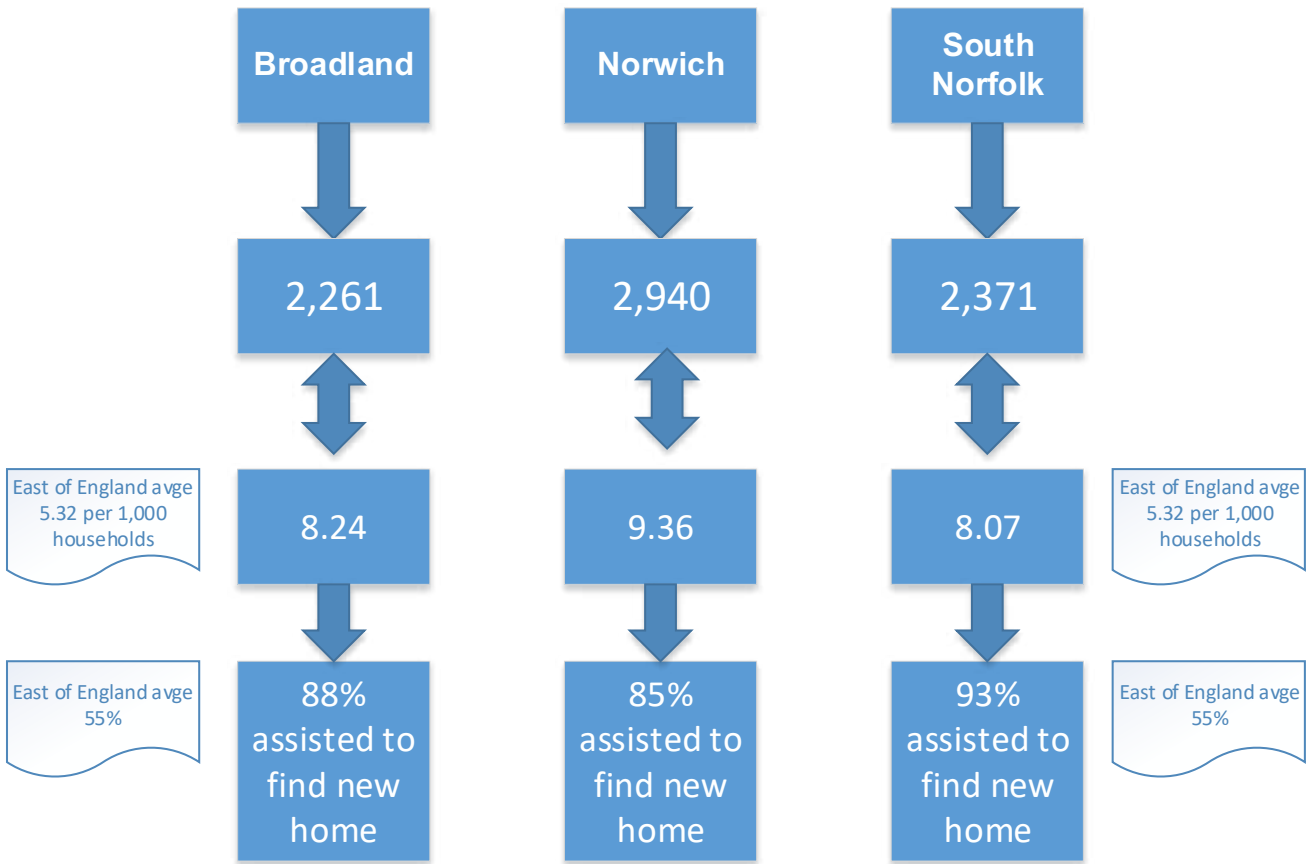 Broadland
Norwich
South
Norfolk
2,261
2,940
2,371
East of England avge
5.32 per 1,000
households
8.24
9.36
8.07
East of England avge
5.32 per 1,000
households
East of England avge
55%
88%
assisted to
find new
home
85%
assisted to
find new
home
93%
assisted to
find new
home
East of England avge
55%